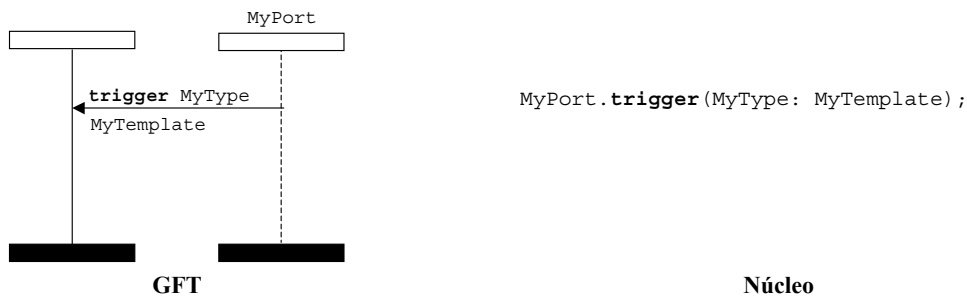 MyPort
trigger MyType
MyTemplate
MyPort.trigger(MyType: MyTemplate);
GFT
Núcleo